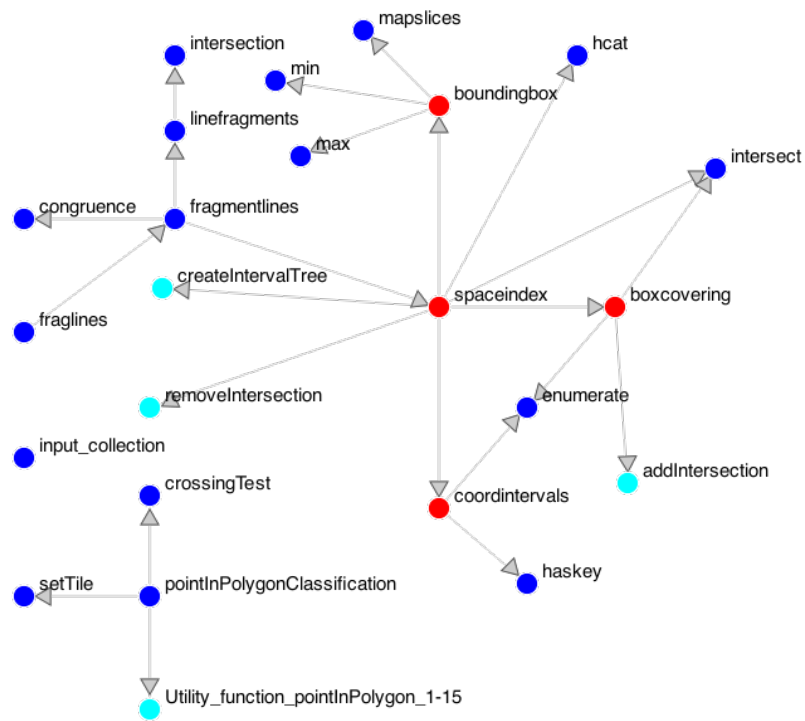 mapslices
intersection
hcat
min
boundingbox
linefragments
max
intersect
congruence
fragmentlines
createIntervalTree
spaceindex
boxcovering
fraglines
removeIntersection
enumerate
input_collection
addIntersection
crossingTest
coordintervals
haskey
setTile
pointInPolygonClassification
Utility_function_pointInPolygon_1-15